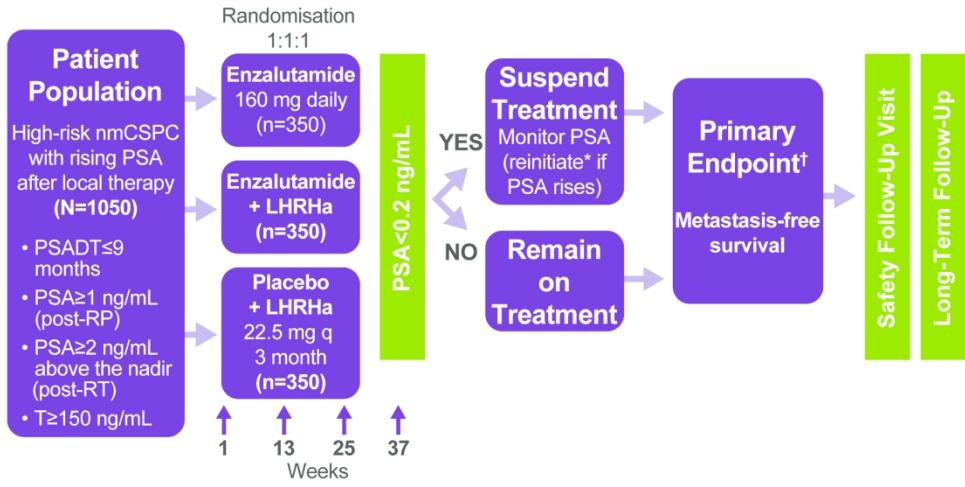 Patient
Population
High-risk nmCSPC
with rising PSA
after local therapy
(N=1050)
• PSADT≤9
months
• PSA≥1 ng/mL
(post-RP)
• PSA≥2 ng/mL
above the nadir
(post-RT)
• T≥150 ng/mL
Randomisation
1:1:1
Enzalutamide
160 mg daily
(n=350)
Enzalutamide
+ LHRHa
(n=350)
Placebo
+ LHRHa
22.5 mg q
3 month
(n=350)
1
13
25
37
Weeks
PSA<0.2 ng/mL
YES
NO
Suspend
Treatment
Monitor PSA
(reinitiate* if
PSA rises)
Remain
on
Treatment
Primary
Endpoint†
Metastasis-free
survival
Safety Follow-Up Visit
Long-Term Follow-Up